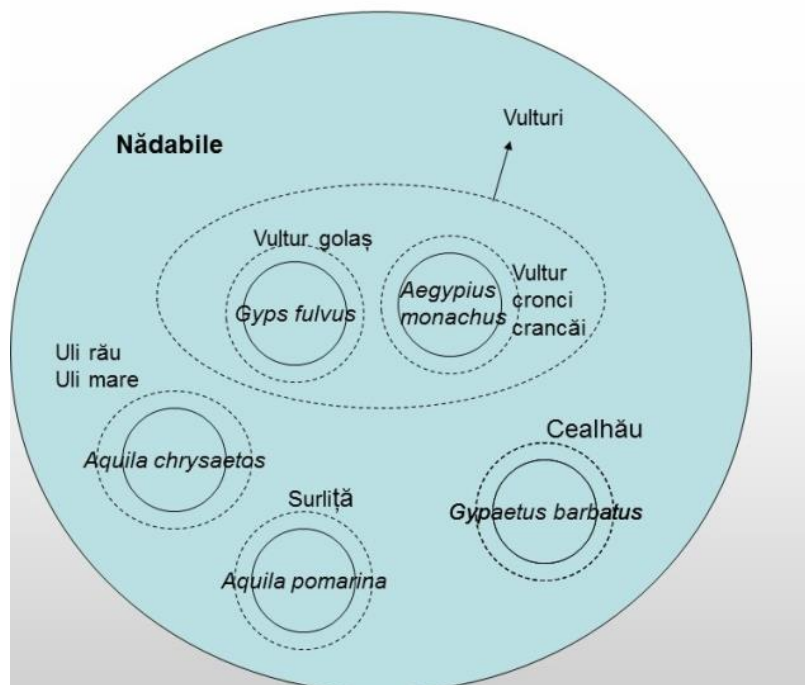 Vulturi
Nădabile
Vultur golaș
Gyps fulvus
Aegypius
monachus
Vultur
cronci
crancăi
Uli rău
Uli mare
Aquila chrysaetos
Cealhău
Gypaetus barbatus
Surliță
Aquila pomarina